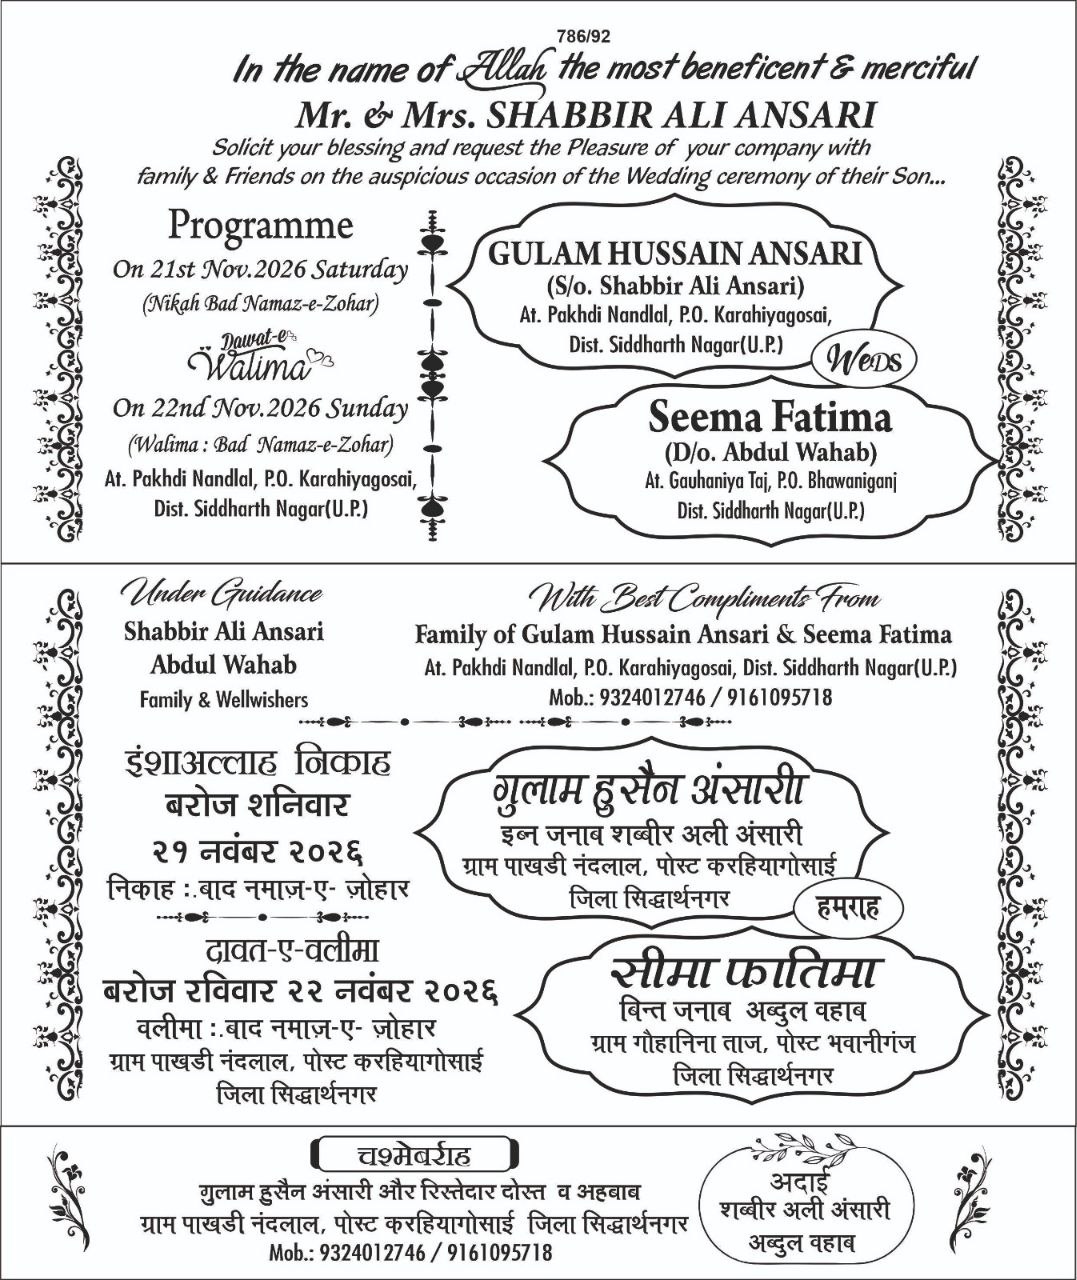 786/92
In the name of Allah the most beneficent & merciful
Mr. & Mrs. SHABBIR ALI ANSARI
Solicit your blessing and request the Pleasure of your company with
family & Friends on the auspicious occasion of the Wedding ceremony of their Son...
Programme
On 21st Nov.2026 Saturday
(Nikah Bad Namaz-e-Zohar)
Dawat-e
Walima
On 22nd Nov.2026 Sunday
(Walima : Bad Namaz-e-Zohar)
At. Pakhdi Nandlal, P.O. Karahiyagosai,
Dist. Siddharth Nagar(U.P.)
GULAM HUSSAIN ANSARI
(S/o. Shabbir Ali Ansari)
At. Pakhdi Nandlal, P.O. Karahiyagosai,
Dist. Siddharth Nagar(U.P.)
WeDS
Seema Fatima
(D/o. Abdul Wahab)
At. Gauhaniya Taj, P.O. Bhawaniganj
Dist. Siddharth Nagar(U.P.)
Under Guidance
Shabbir Ali Ansari
Abdul Wahab
Family & Wellwishers
With Best Compliments From
Family of Gulam Hussain Ansari & Seema Fatima
At. Pakhdi Nandlal, P.O. Karahiyagosai, Dist. Siddharth Nagar(U.P.)
Mob.: 9324012746 / 9161095718
इंशाअल्लाह निकाह
बरोज शनिवार
२१ नवंबर २०२६
निकाह :.बाद नमाज़-ए- ज़ोहार
दावत-ए-वलीमा
बरोज रविवार २२ नवंबर २०२६
वलीमा :.बाद नमाज़-ए- ज़ोहार
ग्राम पाखडी नंदलाल, पोस्ट करहियागोसाई
जिला सिद्धार्थनगर
गुलाम हुसैन अंसारीी
इब्न जनाब शब्बीर अली अंसारी
ग्राम पाखडी नंदलाल, पोस्ट करहियागोसाई
जिला सिद्धार्थनगर
हमराह
सीमा फातिमा
बिन्त जनाब अब्दुल वहाब
ग्राम गौहानिना ताज, पोस्ट भवानीगंज
जिला सिद्धार्थनगर
चश्मेबर्राह
गुलाम हुसैन अंसारी और रिस्तेदार दोस्त व अहबाब
ग्राम पाखडी नंदलाल, पोस्ट करहियागोसाई जिला सिद्धार्थनगर
Mob.: 9324012746 / 9161095718
अदाई
शब्बीर अली अंसारी
अब्दुल वहाब